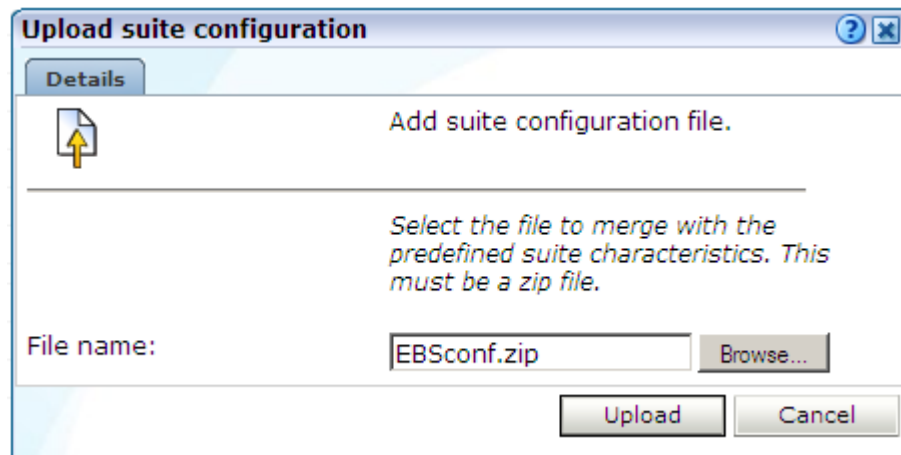 Upload suite configuration
Details
Add suite configuration file.
Select the file to merge with the
predefined suite characteristics. This
must be a zip file.
File name:
EBSconf.zip
Browse...
Upload
Cancel